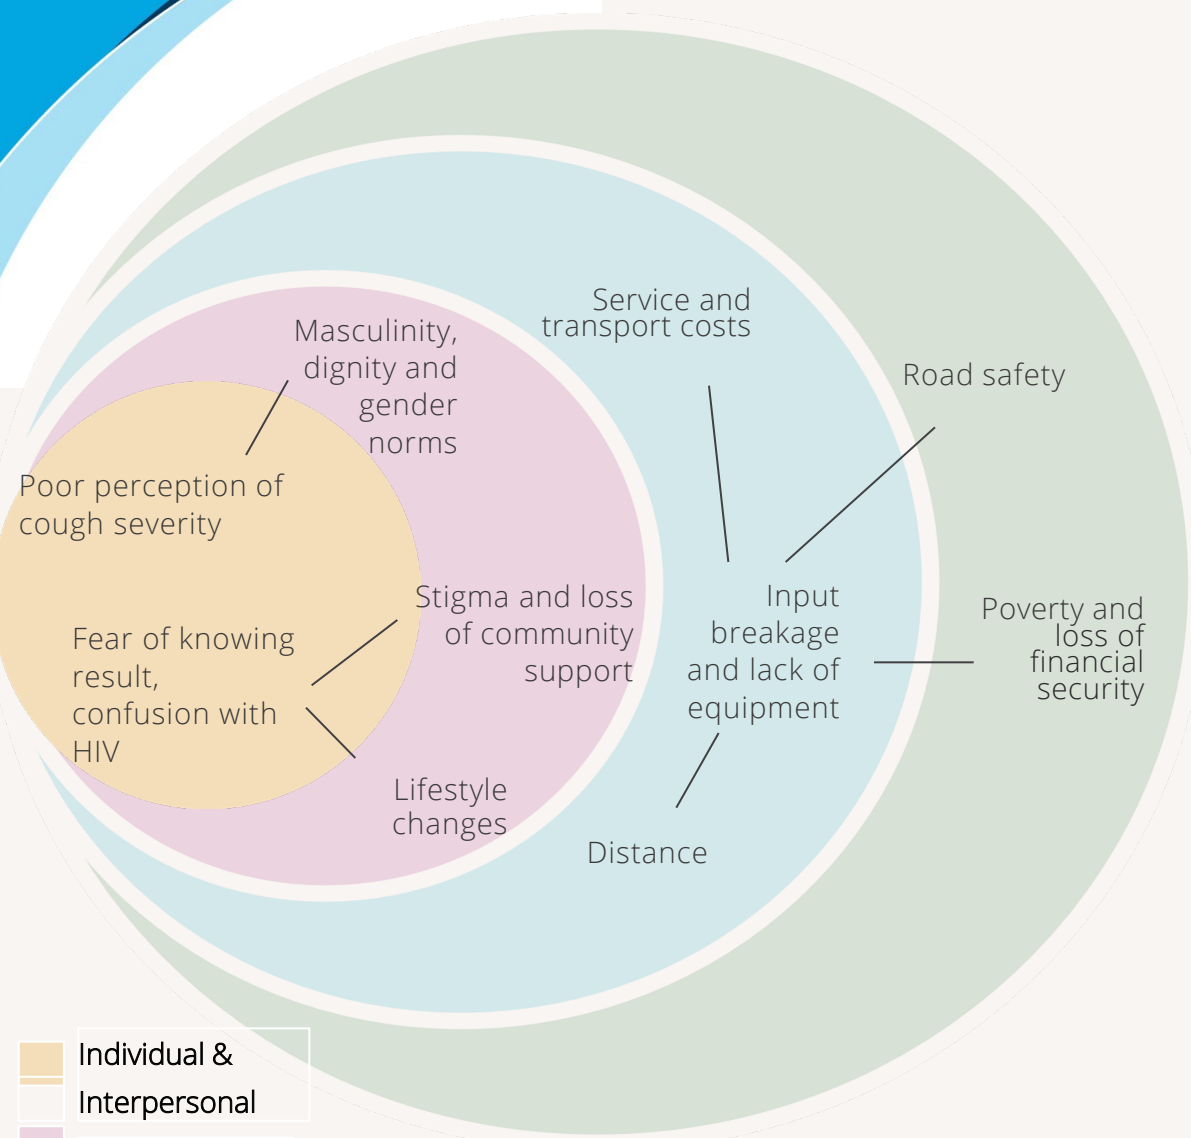 Service and
transport costs
Masculinity,
dignity and
gender
norms
Road safety
Poor perception of
cough severity
Stigma and loss
of community
support
Input
breakage
and lack of
equipment
Poverty and
loss of
financial
security
Fear of knowing
result,
confusion with
HIV
Lifestyle
changes
Distance
Individual &
Interpersonal